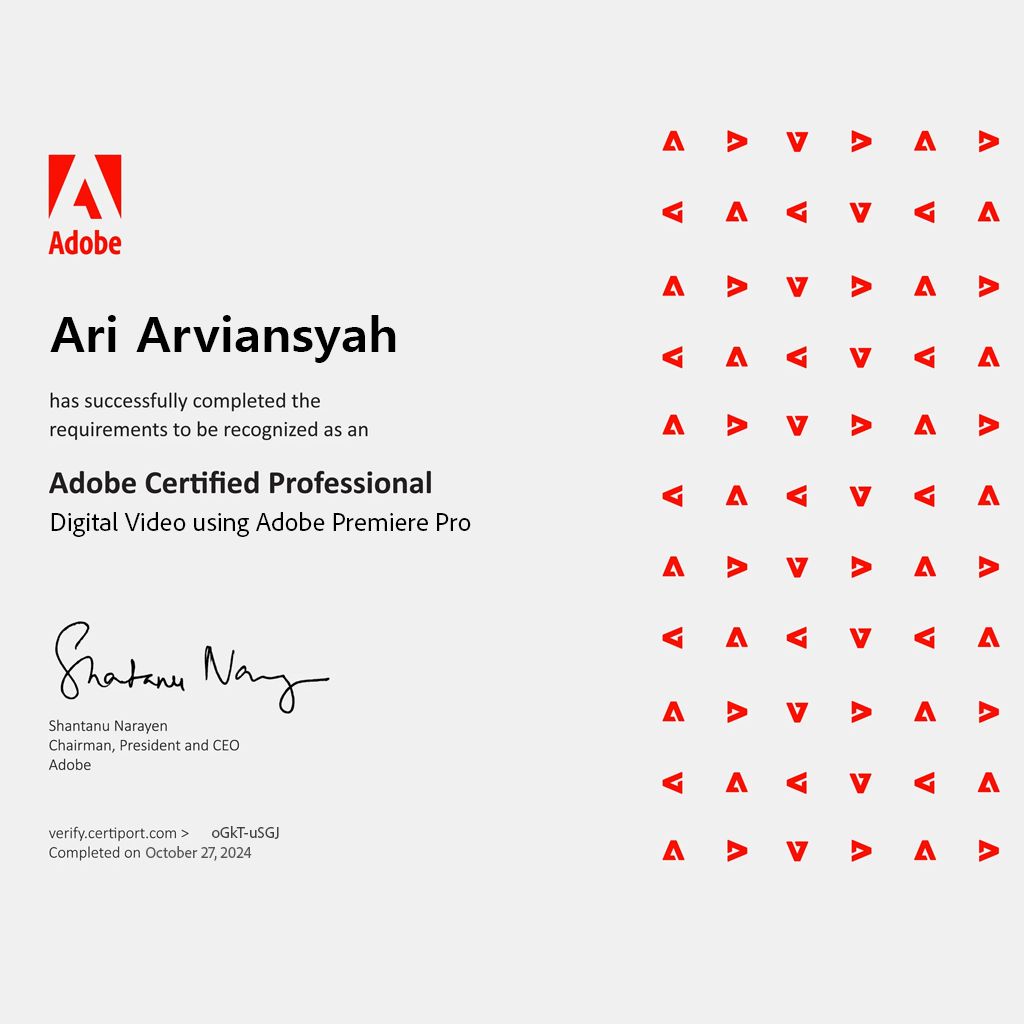 Adobe
Ari Arviansyah
has successfully completed the
requirements to be recognized as an
Adobe Certified Professional
Digital Video using Adobe Premiere Pro
Shantanu Narayen
Shantanu Narayen
Chairman, President and CEO
Adobe
verify.certiport.com > oGkT-uSGJ
Completed on October 27, 2024